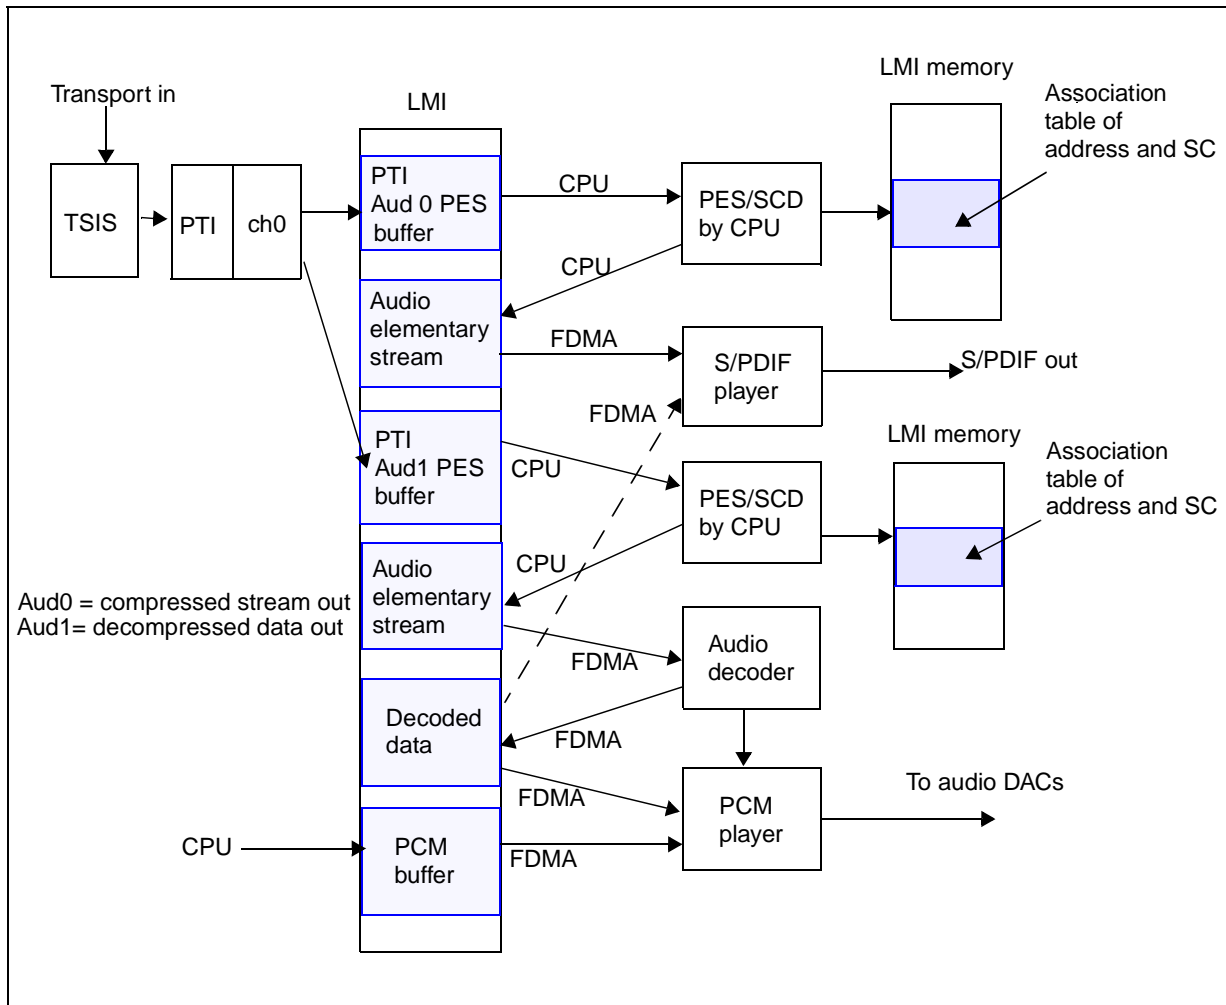 Transport in
LMI
LMI memory
Association
table of
address and SC
TSIS
PTI
ch0
PTI
Aud 0 PES
buffer
CPU
PES/SCD
by CPU
CPU
Audio
elementary
stream
FDMA
S/PDIF
player
S/PDIF out
FDMA
PTI
Aud1 PES
buffer
CPU
PES/SCD
by CPU
LMI memory
Association
table of
address and SC
CPU
Audio
elementary
stream
Aud0 = compressed stream out
Aud1= decompressed data out
FDMA
Audio
decoder
Decoded
data
FDMA
FDMA
PCM
player
To audio DACs
CPU
PCM
buffer
FDMA